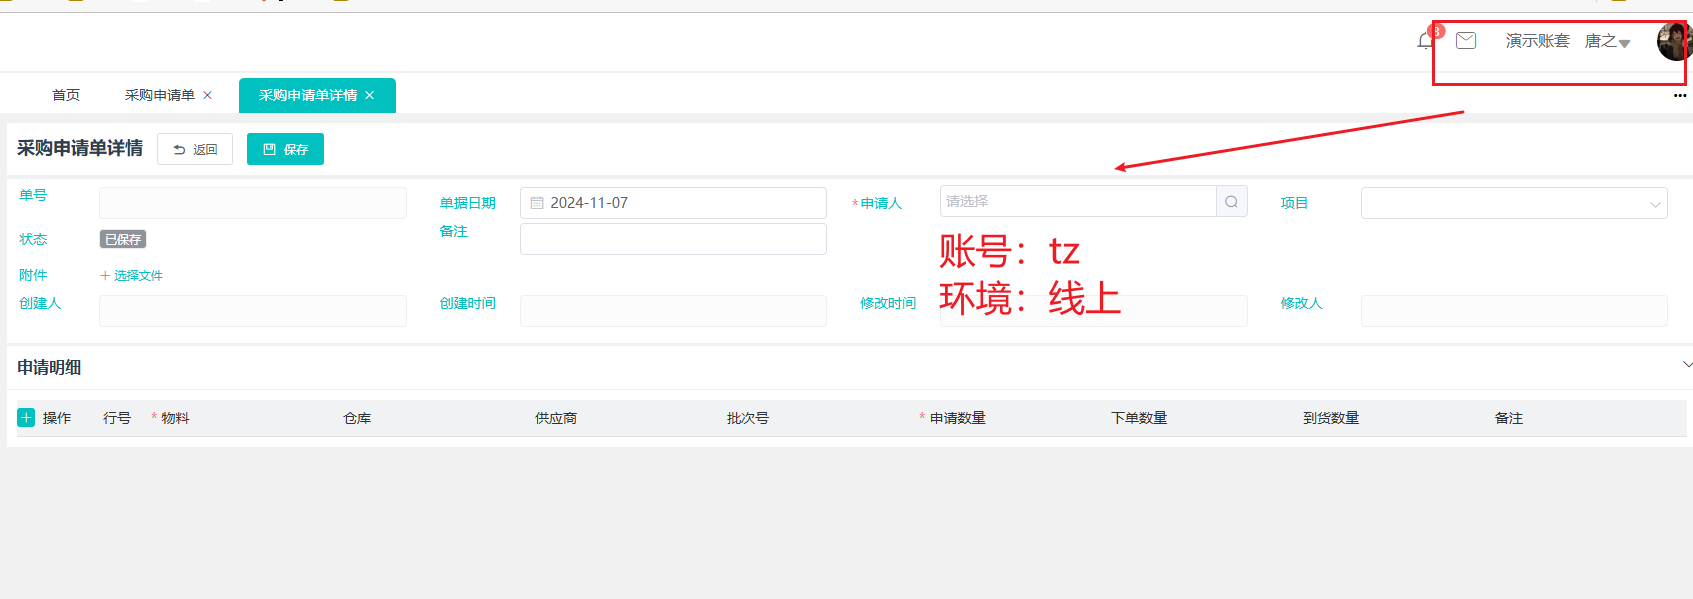 3
演示账套 唐之
首页 采购申请单 采购申请单详情
采购申请单详情 返回 保存
单号 单据日期 2024-11-07 *申请人 请选择 项目
状态 已保存 备注
附件 选择文件
创建人 创建时间 修改时间 修改人
账号：tz
环境：线上
申请明细
操作 行号 *物料 仓库 供应商 批次号 *申请数量 下单数量 到货数量 备注